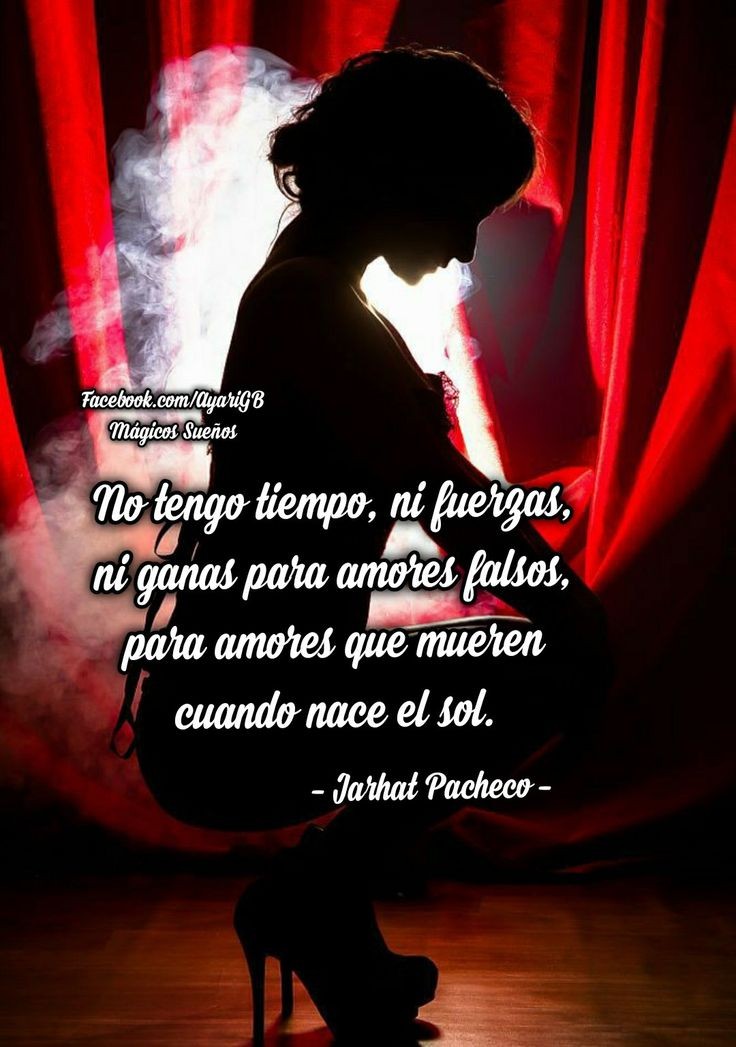 Facebook.com/AyariGB
Mágicos Sueños
No tengo tiempo, ni fuerzas,
ni ganas para amores falsos,
para amores que mueren
cuando nace el sol.
- Jarhat Pacheco -